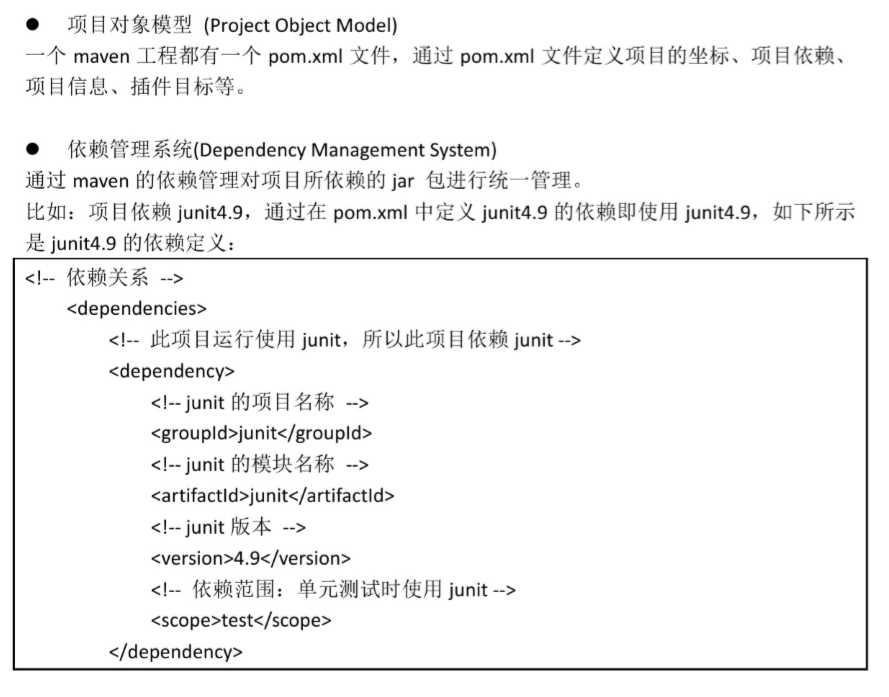 ● 项目对象模型 (Project Object Model)
一个 maven 工程都有一个 pom.xml 文件，通过 pom.xml 文件定义项目的坐标、项目依赖、
项目信息、插件目标等。
● 依赖管理系统(Dependency Management System)
通过 maven 的依赖管理对项目所依赖的 jar 包进行统一管理。
比如：项目依赖 junit4.9，通过在 pom.xml 中定义 junit4.9 的依赖即使用 junit4.9，如下所示
是 junit4.9 的依赖定义：
<!-- 依赖关系 -->
<dependencies>
<!-- 此项目运行使用 junit，所以此项目依赖 junit -->
<dependency>
<!-- junit 的项目名称 -->
<groupId>junit</groupId>
<!-- junit 的模块名称 -->
<artifactId>junit</artifactId>
<!-- junit 版本 -->
<version>4.9</version>
<!-- 依赖范围：单元测试时使用 junit -->
<scope>test</scope>
</dependency>